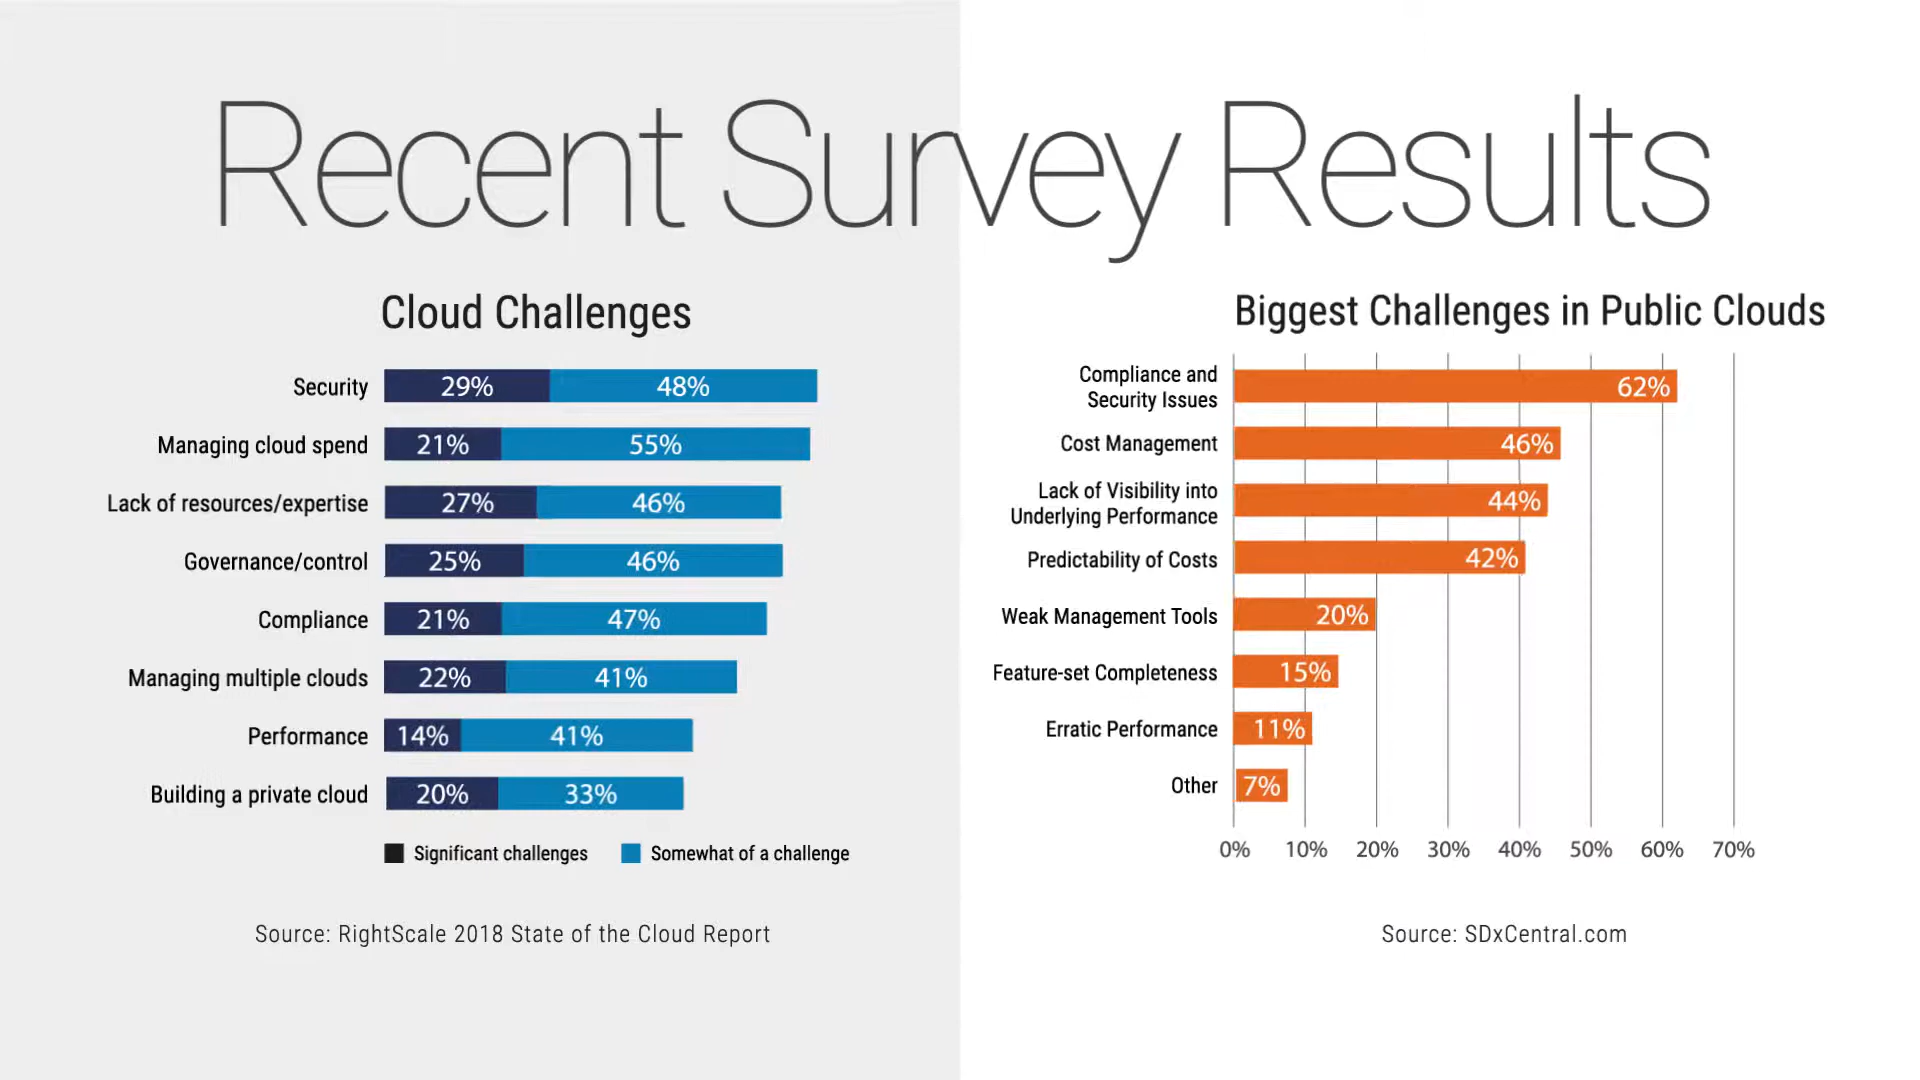 Recent Survey Results
Cloud Challenges
Security 29% 48%
Managing cloud spend 21% 55%
Lack of resources/expertise 27% 46%
Governance/control 25% 46%
Compliance 21% 47%
Managing multiple clouds 22% 41%
Performance 14% 41%
Building a private cloud 20% 33%
Significant challenges Somewhat of a challenge
Source: RightScale 2018 State of the Cloud Report
Biggest Challenges in Public Clouds
Compliance and
Security Issues 62%
Cost Management 46%
Lack of Visibility into
Underlying Performance 44%
Predictability of Costs 42%
Weak Management Tools 20%
Feature-set Completeness 15%
Erratic Performance 11%
Other 7%
0% 10% 20% 30% 40% 50% 60% 70%
Source: SDxCentral.com